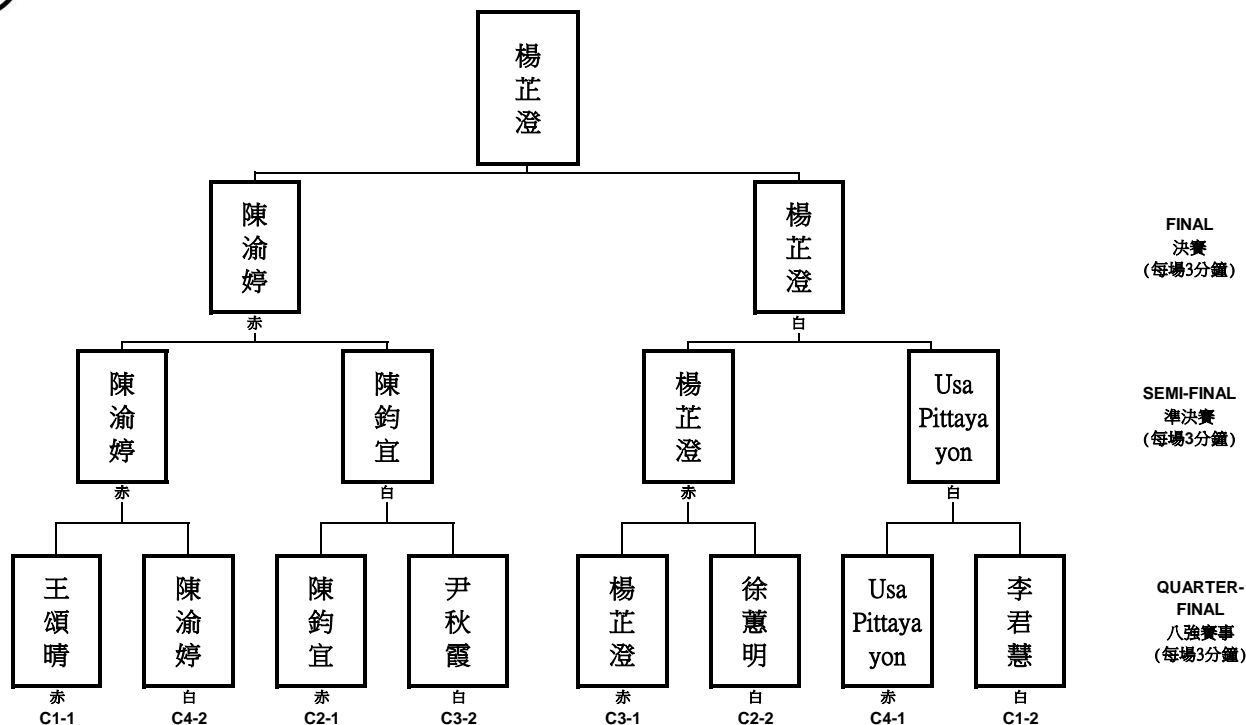 楊芷澄
陳渝婷
楊芷澄
FINAL
決賽
(每場3分鐘)
赤
白
陳渝婷
陳鈞宜
楊芷澄
Usa
Pittaya
yon
SEMI-FINAL
準決賽
(每場3分鐘)
赤
白
赤
白
王頌晴
陳渝婷
陳鈞宜
尹秋霞
楊芷澄
徐蕙明
Usa
Pittaya
yon
李君慧
QUARTER-
FINAL
八強賽事
(每場3分鐘)
赤
白
赤
白
赤
白
赤
白
C1-1
C4-2
C2-1
C3-2
C3-1
C2-2
C4-1
C1-2